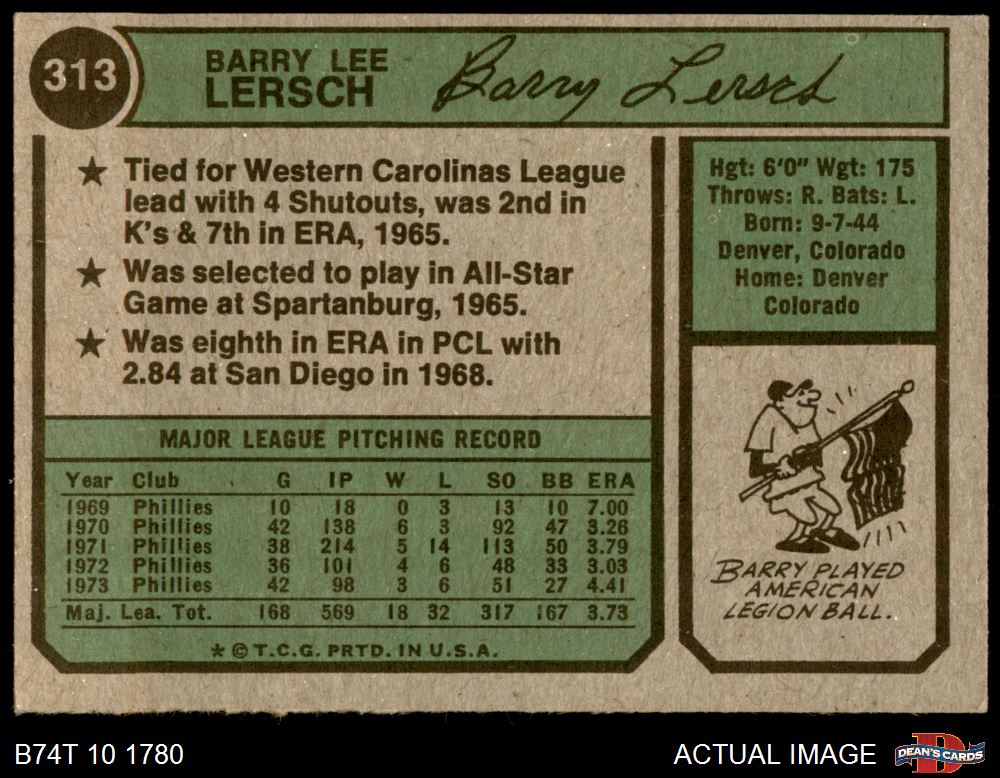 313
BARRY LEE
LERSCH
Barry Lersch
★ Tied for Western Carolinas League
lead with 4 Shutouts, was 2nd in
K's & 7th in ERA, 1965.
★ Was selected to play in All-Star
Game at Spartanburg, 1965.
★ Was eighth in ERA in PCL with
2.84 at San Diego in 1968.
Hgt: 6'0" Wgt: 175
Throws: R. Bats: L.
Born: 9-7-44
Denver, Colorado
Home: Denver
Colorado
MAJOR LEAGUE PITCHING RECORD
Year Club G IP W L SO BB ERA
1969 Phillies 10 18 0 3 13 10 7.00
1970 Phillies 42 138 6 3 92 47 3.26
1971 Phillies 38 214 5 14 113 50 3.79
1972 Phillies 36 101 4 6 48 33 3.03
1973 Phillies 42 98 3 6 51 27 4.41
Maj. Lea. Tot. 168 569 18 32 317 167 3.73
* © T.C.G. PRTD. IN U.S.A.
BARRY PLAYED
AMERICAN
LEGION BALL.
B74T 10 1780
ACTUAL IMAGE
DEAN'S CARDS